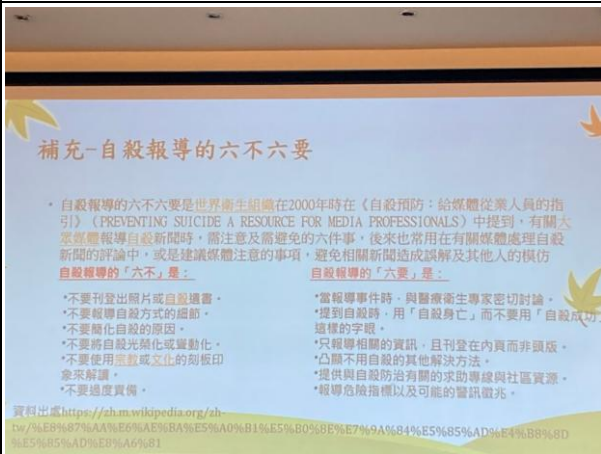 補充-自殺報導的六不六要
• 自殺報導的六不六要是世界衛生組織在2000年時在《自殺預防：給媒體從業人員的指
引》（PREVENTING SUICIDE A RESOURCE FOR MEDIA PROFESSIONALS）中提到，有關大
眾媒體報導自殺新聞時，需注意及需避免的六件事，後來也常用在有關媒體處理自殺
新聞的評論中，或是建議媒體注意的事項，避免相關新聞造成誤解及其他人的模仿
自殺報導的「六不」是：
*不要刊登出照片或自殺遺書。
*不要報導自殺方式的細節。
*不要簡化自殺的原因。
*不要將自殺光榮化或聳動化。
*不要使用宗教或文化的刻板印
象來解讀。
*不要過度責備。
自殺報導的「六要」是：
*當報導事件時，與醫療衛生專家密切討論。
*提到自殺時，用「自殺身亡」而不要用「自殺成功」
這樣的字眼。
*只報導相關的資訊，且刊登在內頁而非頭版。
*凸顯不用自殺的其他解決方法。
*提供與自殺防治有關的求助專線與社區資源。
*報導危險指標以及可能的警訊徵兆。
資料出處https://zh.m.wikipedia.org/zh-
tw/%E8%87%AA%E6%AE%BA%E5%A0%B1%E5%B0%8E%E7%9A%84%E5%85%AD%E4%B8%8D
%E5%85%AD%E8%A6%81